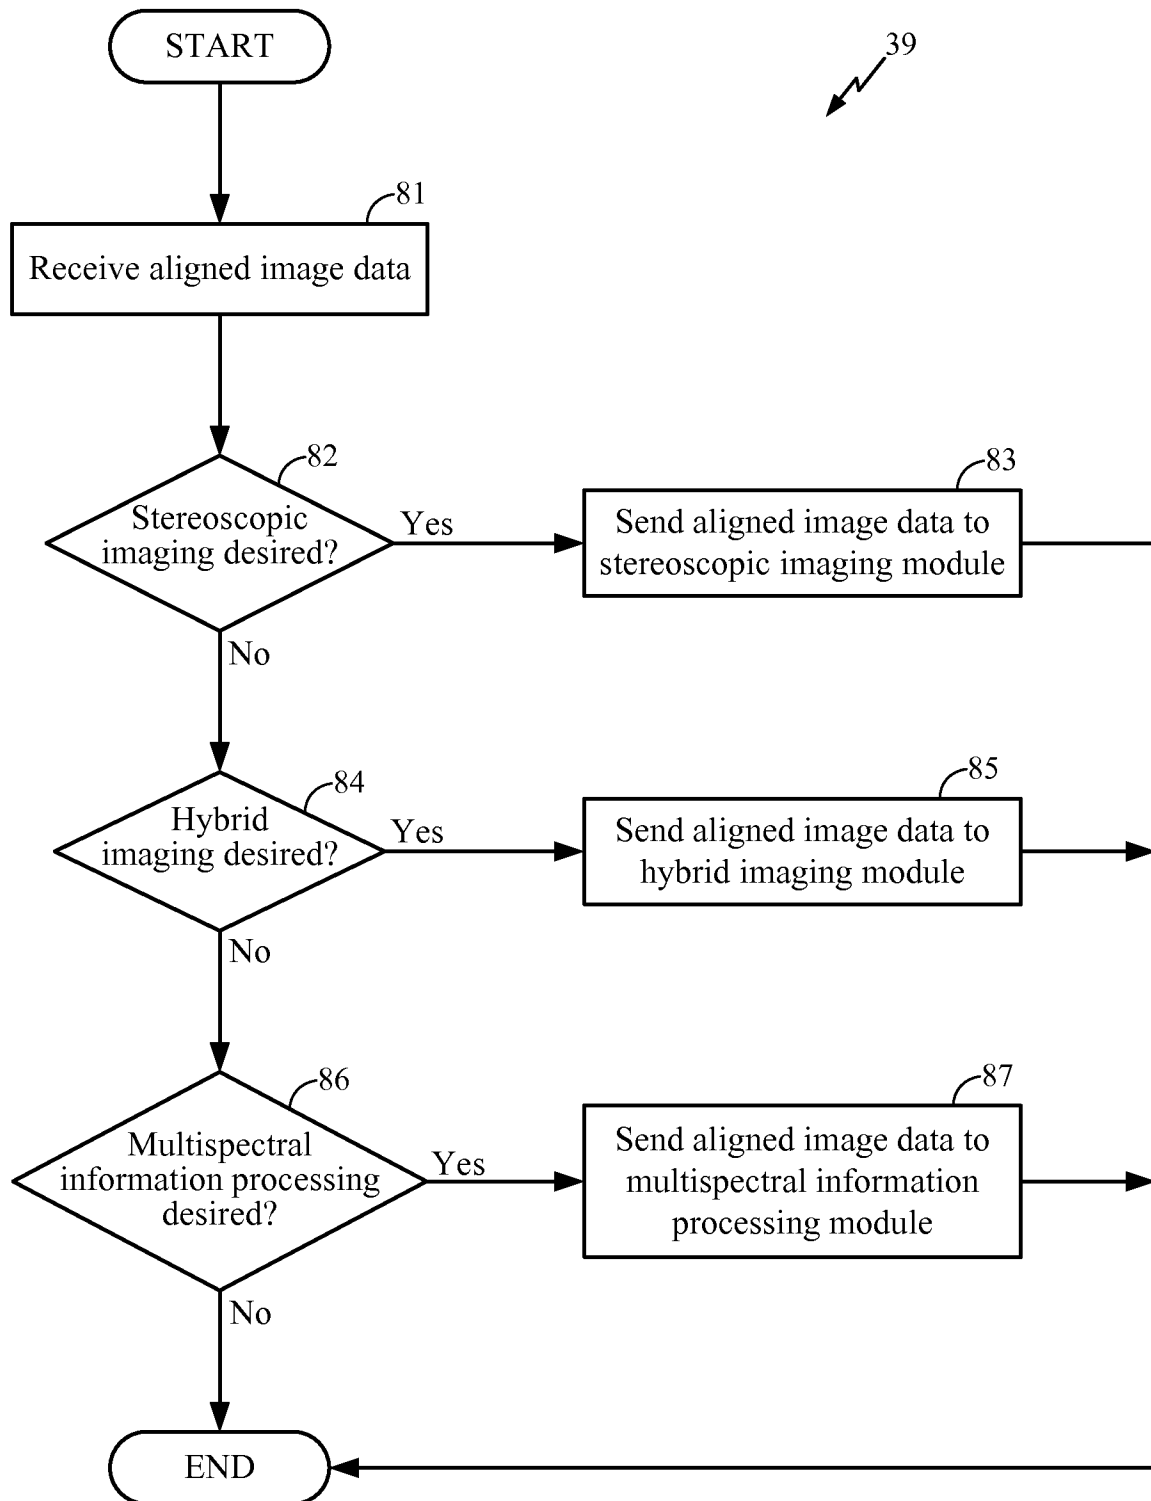 START
39
81
Receive aligned image data
82
Stereoscopic
imaging desired?
Yes
83
Send aligned image data to
stereoscopic imaging module
No
84
Hybrid
imaging desired?
Yes
85
Send aligned image data to
hybrid imaging module
No
86
Multispectral
information processing
desired?
Yes
87
Send aligned image data to
multispectral information
processing module
No
END